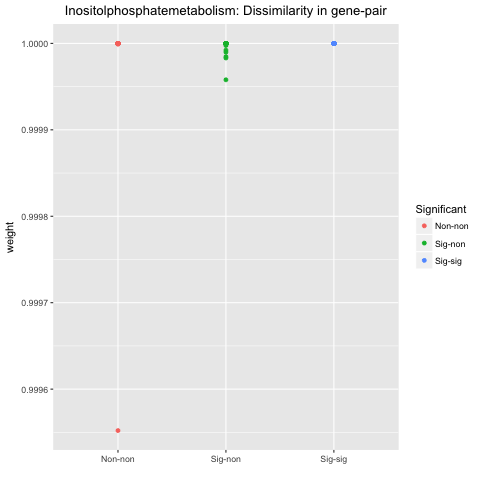 Inositolphosphatemetabolism: Dissimilarity in gene-pair
1.0000
0.9999
0.9998
0.9997
0.9996
weight
Non-non
Sig-non
Sig-sig
Significant
Non-non
Sig-non
Sig-sig